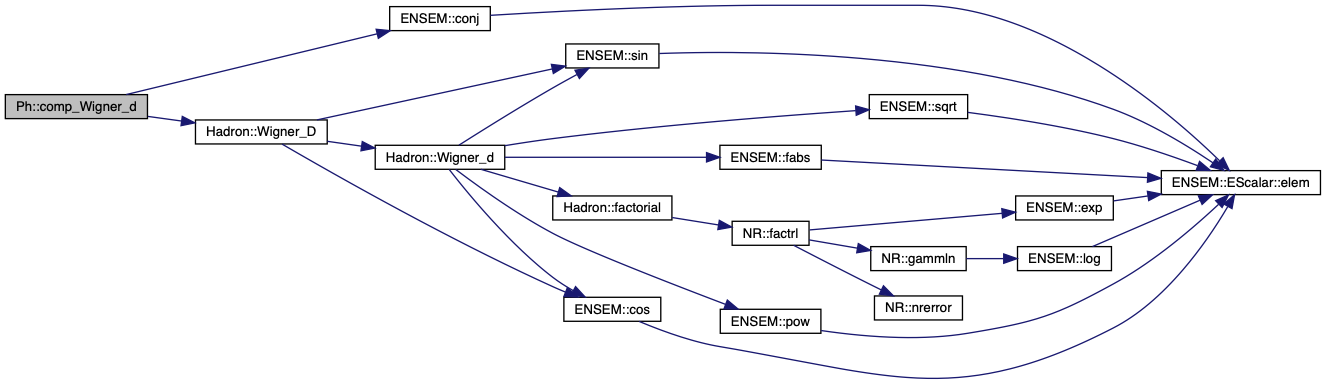 ENSEM::conj
ENSEM::sin
Ph::comp_Wigner_d
ENSEM::sqrt
Hadron::Wigner_D
Hadron::Wigner_d
ENSEM::fabs
ENSEM::EScalar::elem
Hadron::factorial
ENSEM::exp
NR::factrl
NR::gammln
ENSEM::log
NR::nrerror
ENSEM::cos
ENSEM::pow